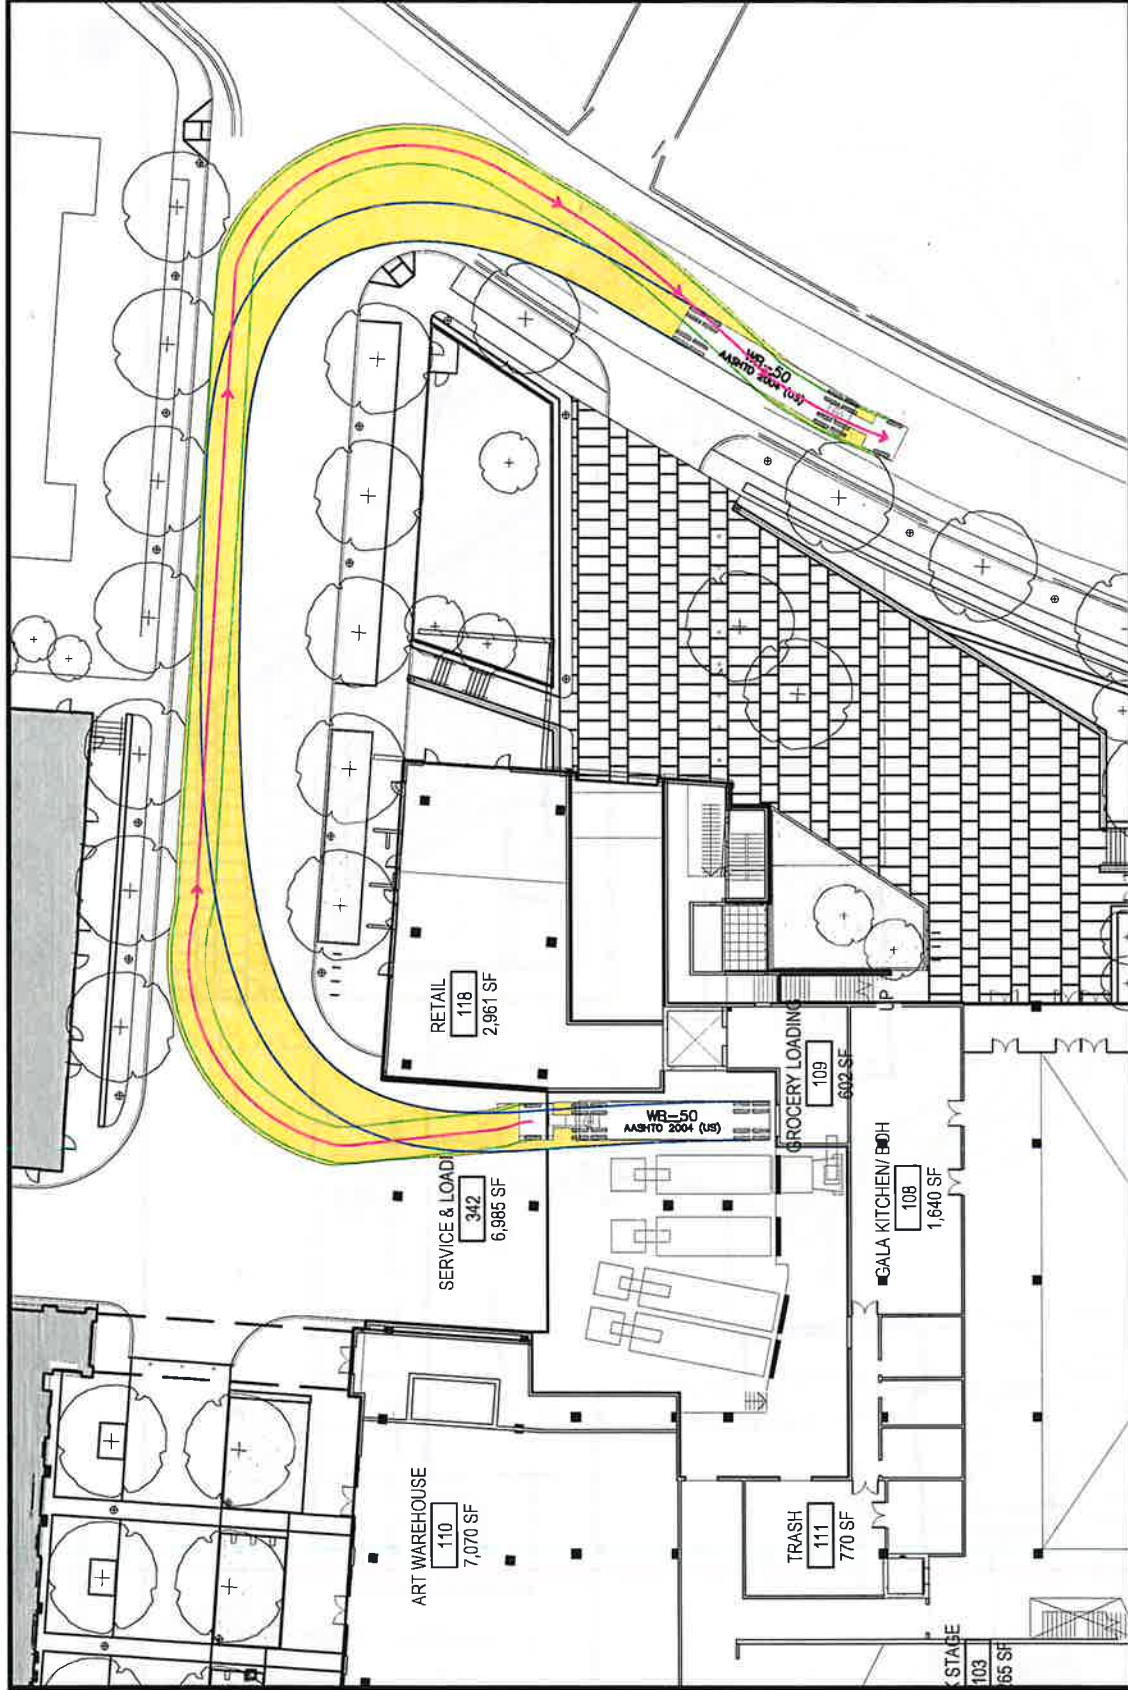 WB-50
AASHTO 2004 (US)
RETAIL
118
2,961 SF
WB-50
AASHTO 2004 (US)
GROCERY LOADING
109
602 SF
UP
SERVICE & LOADI
342
6,985 SF
GALA KITCHEN/ BOH
108
1,640 SF
ART WAREHOUSE
110
7,070 SF
TRASH
111
770 SF
K STAGE
103
65 SF